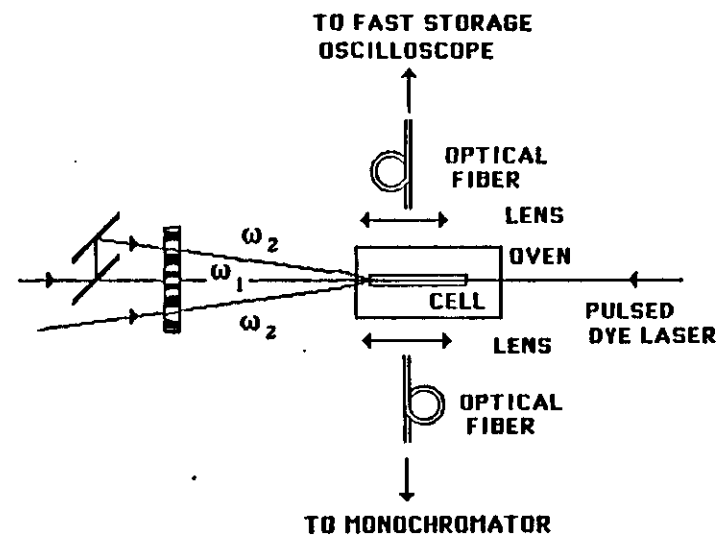 TO FAST STORAGE
OSCILLOSCOPE
OPTICAL
FIBER
LENS
ω2
OVEN
ω1
CELL
ω2
PULSED
DYE LASER
LENS
OPTICAL
FIBER
TO MONOCHROMATOR